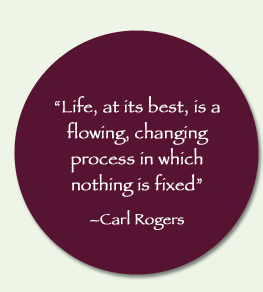 “Life, at its best, is a
flowing, changing
process in which
nothing is fixed”
~Carl Rogers